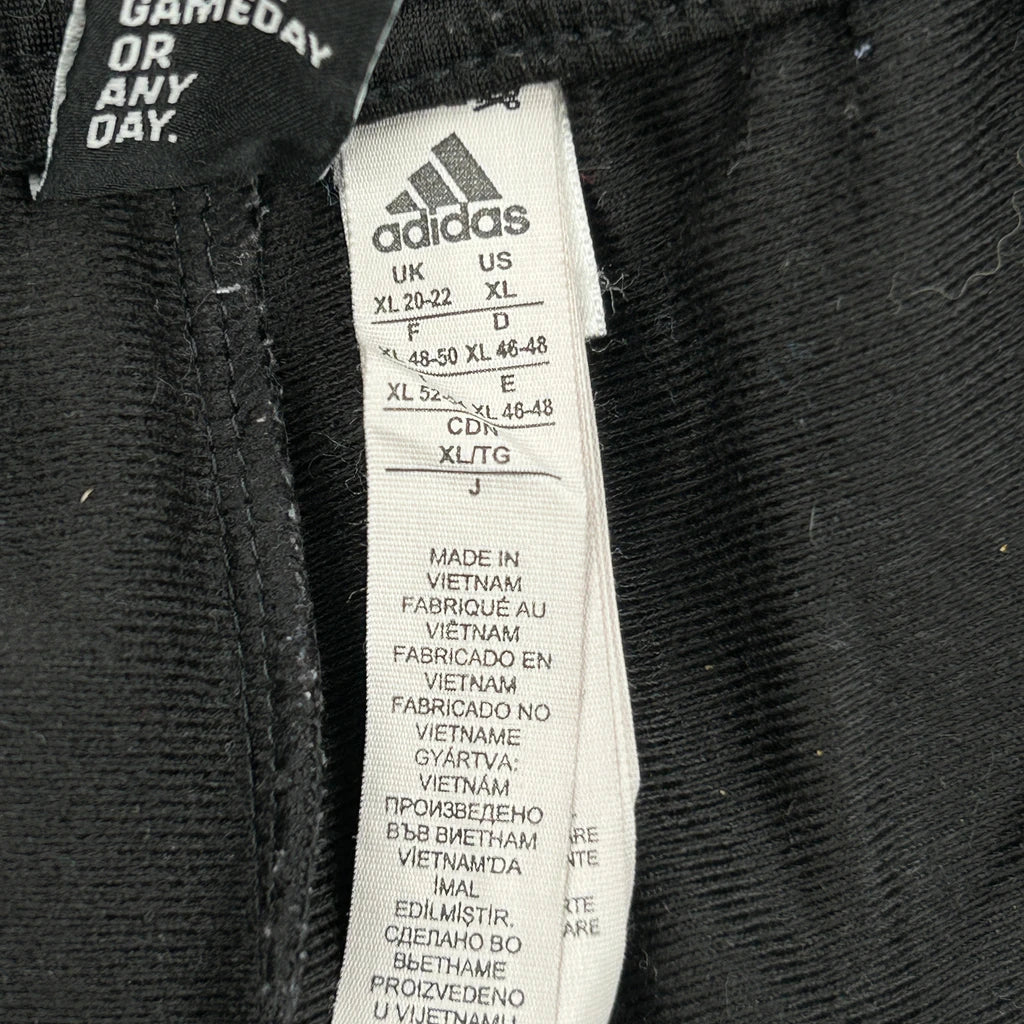 GAMEDAY
OR
ANY
DAY.
adidas
UK US
XL 20-22 XL
F D
XL 48-50 XL 46-48
E
XL XL 46-48
CDN
XL/TG
J
MADE IN
VIETNAM
FABRIQUÉ AU
VIÊTNAM
FABRICADO EN
VIETNAM
FABRICADO NO
VIETNAME
GYÁRTVA:
VIETNÁM
ПРОИЗВЕДЕНО
ВЪВ ВИЕТНАМ
VİETNAM'DA
İMAL
EDİLMİŞTİR.
СДЕЛАНО ВО
ВЬЕТНАМЕ
PROIZVEDENO
U VIJETNAMU